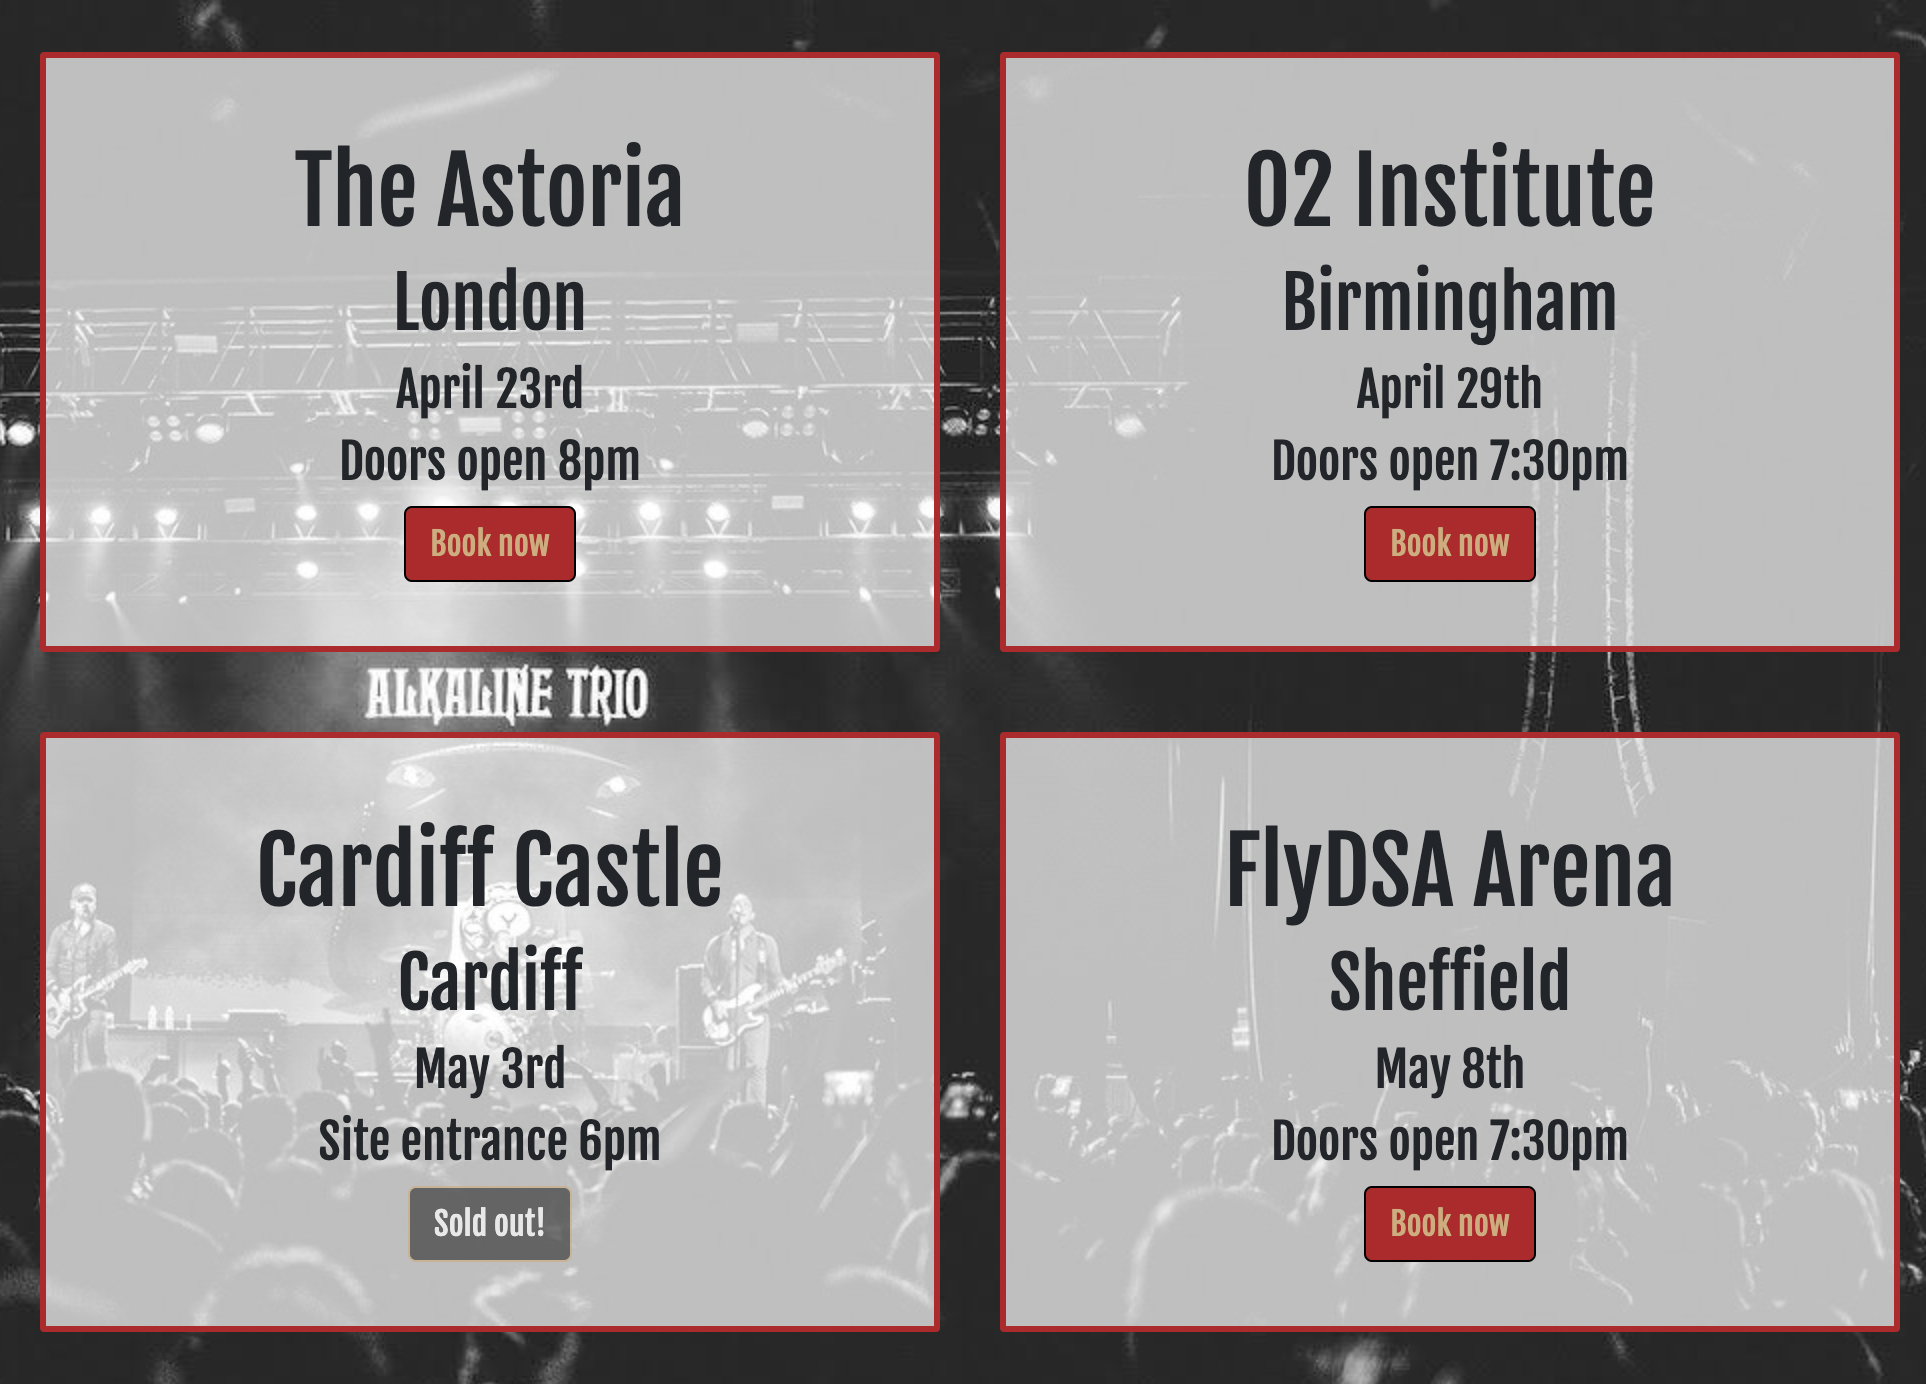 The Astoria
London
April 23rd
Doors open 8pm
Book now
O2 Institute
Birmingham
April 29th
Doors open 7:30pm
Book now
ALKALINE TRIO
Cardiff Castle
Cardiff
May 3rd
Site entrance 6pm
Sold out!
FlyDSA Arena
Sheffield
May 8th
Doors open 7:30pm
Book now